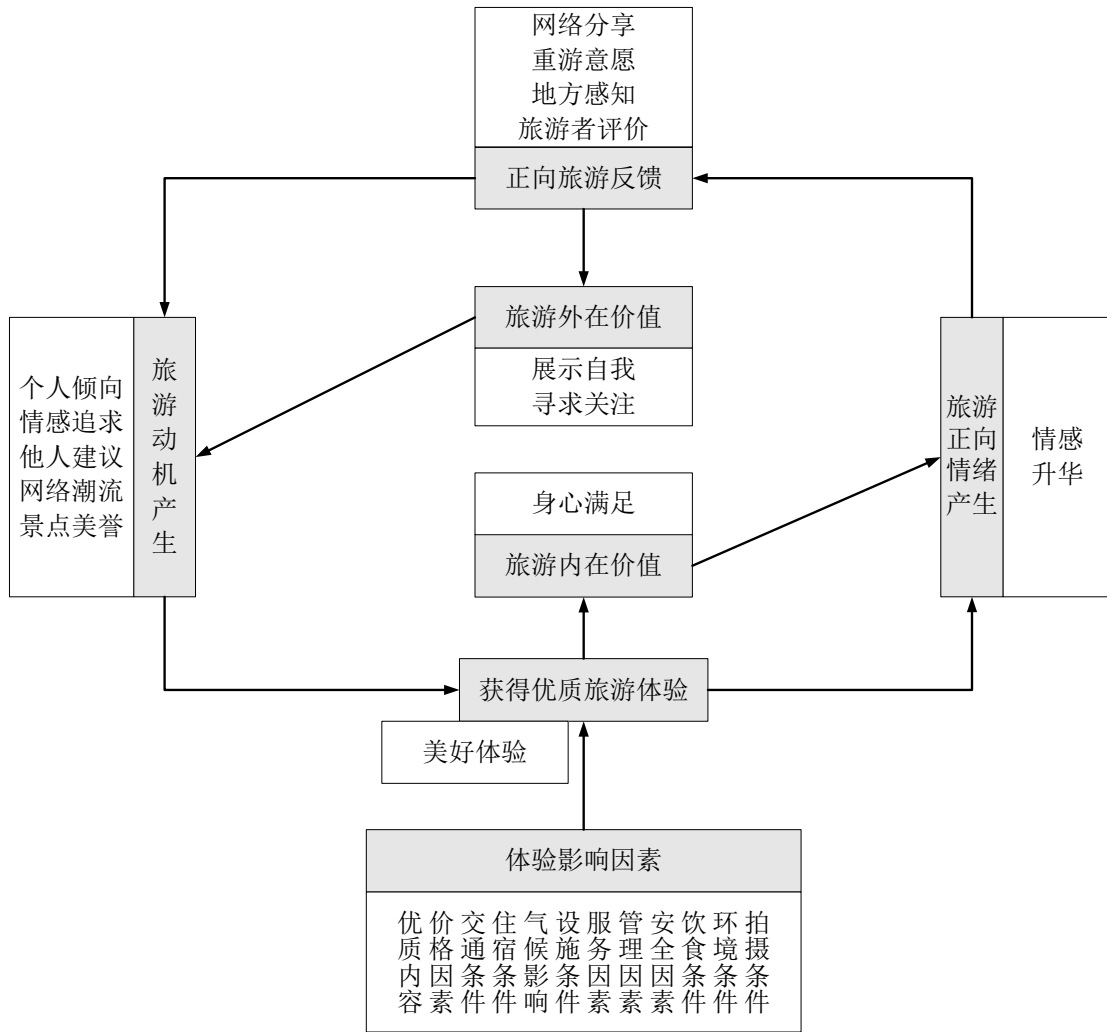 网络分享
重游意愿
地方感知
旅游者评价
正向旅游反馈
旅游外在价值
展示自我
寻求关注
个人倾向
情感追求
他人建议
网络潮流
景点美誉
旅游动机产生
旅游
正向
情绪
产生
情感
升华
身心满足
旅游内在价值
获得优质旅游体验
美好体验
体验影响因素
优质内容
价格因素
交通条件
住宿条件
气候影响
设施条件
服务因素
管理因素
安全因素
饮食条件
环境条件
拍摄条件